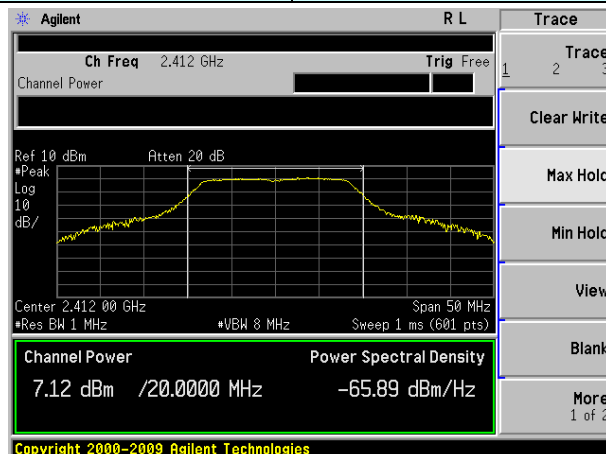 Agilent R L Trace
Ch Freq 2.412 GHz Trig Free
Channel Power
Trace
1 2 3
Clear Write
Max Hold
Min Hold
View
Blank
More
1 of 2
Ref 10 dBm Atten 20 dB
#Peak
Log
10
dB/
Center 2.412 00 GHz Span 50 MHz
#Res BW 1 MHz #VBW 8 MHz Sweep 1 ms (601 pts)
Channel Power Power Spectral Density
7.12 dBm /20.0000 MHz -65.89 dBm/Hz
Copyright 2000-2009 Agilent Technologies